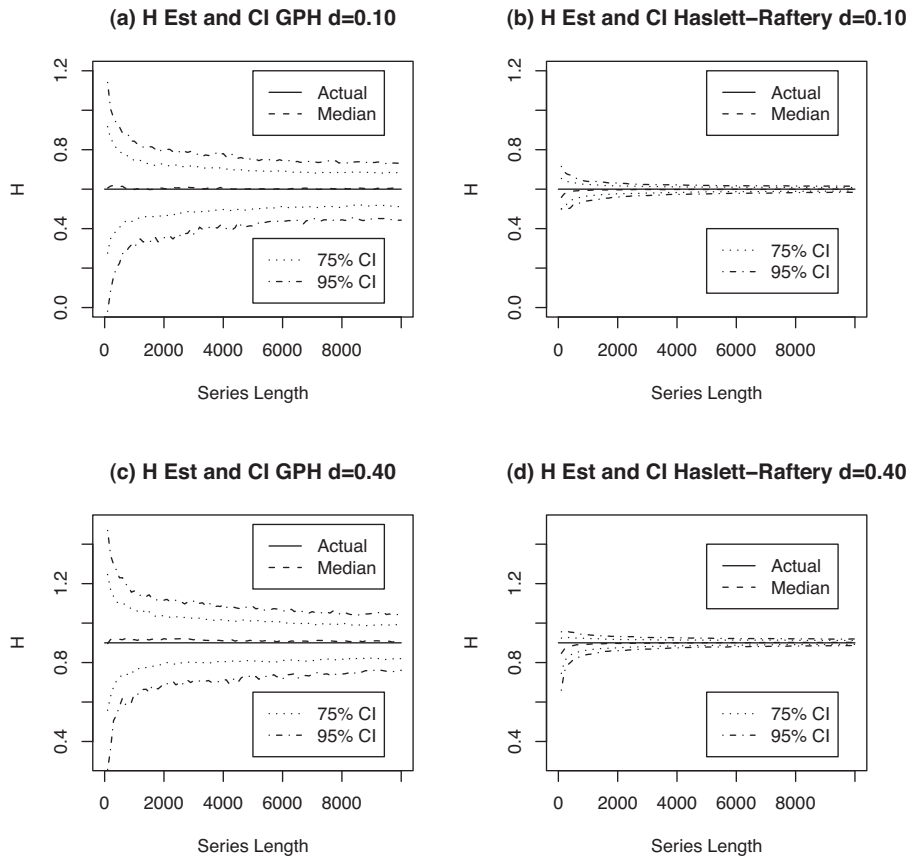 (a) H Est and CI GPH d=0.10
H
1.2
0.8
0.4
0.0
Actual
Median
75% CI
95% CI
0 2000 4000 6000 8000
Series Length
(b) H Est and CI Haslett−Raftery d=0.10
H
1.2
0.8
0.4
0.0
Actual
Median
75% CI
95% CI
0 2000 4000 6000 8000
Series Length
(c) H Est and CI GPH d=0.40
H
1.2
0.8
0.4
Actual
Median
75% CI
95% CI
0 2000 4000 6000 8000
Series Length
(d) H Est and CI Haslett−Raftery d=0.40
H
1.2
0.8
0.4
Actual
Median
75% CI
95% CI
0 2000 4000 6000 8000
Series Length